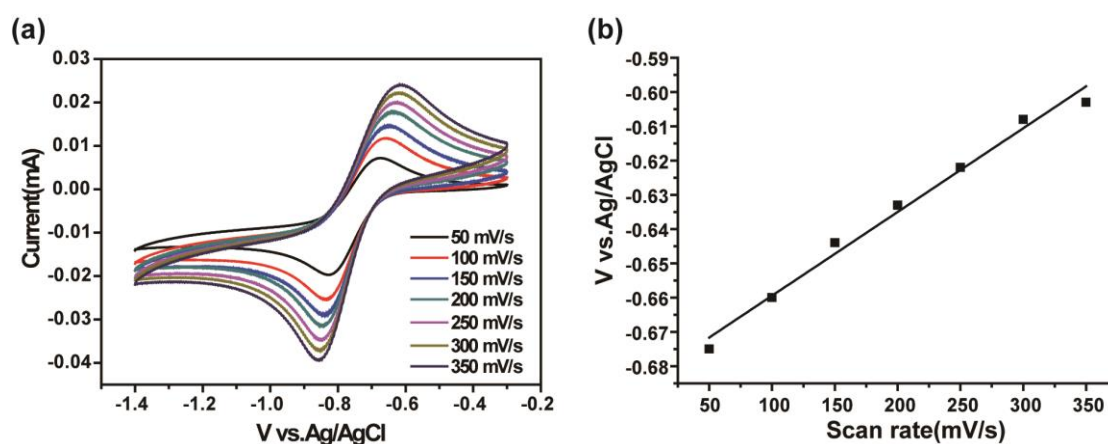 (a)
Current(mA)
0.03
0.02
0.01
0.00
-0.01
-0.02
-0.03
-0.04
50 mV/s
100 mV/s
150 mV/s
200 mV/s
250 mV/s
300 mV/s
350 mV/s
-1.4
-1.2
-1.0
-0.8
-0.6
-0.4
-0.2
V vs.Ag/AgCl
(b)
V vs.Ag/AgCl
-0.59
-0.60
-0.61
-0.62
-0.63
-0.64
-0.65
-0.66
-0.67
-0.68
50
100
150
200
250
300
350
Scan rate(mV/s)